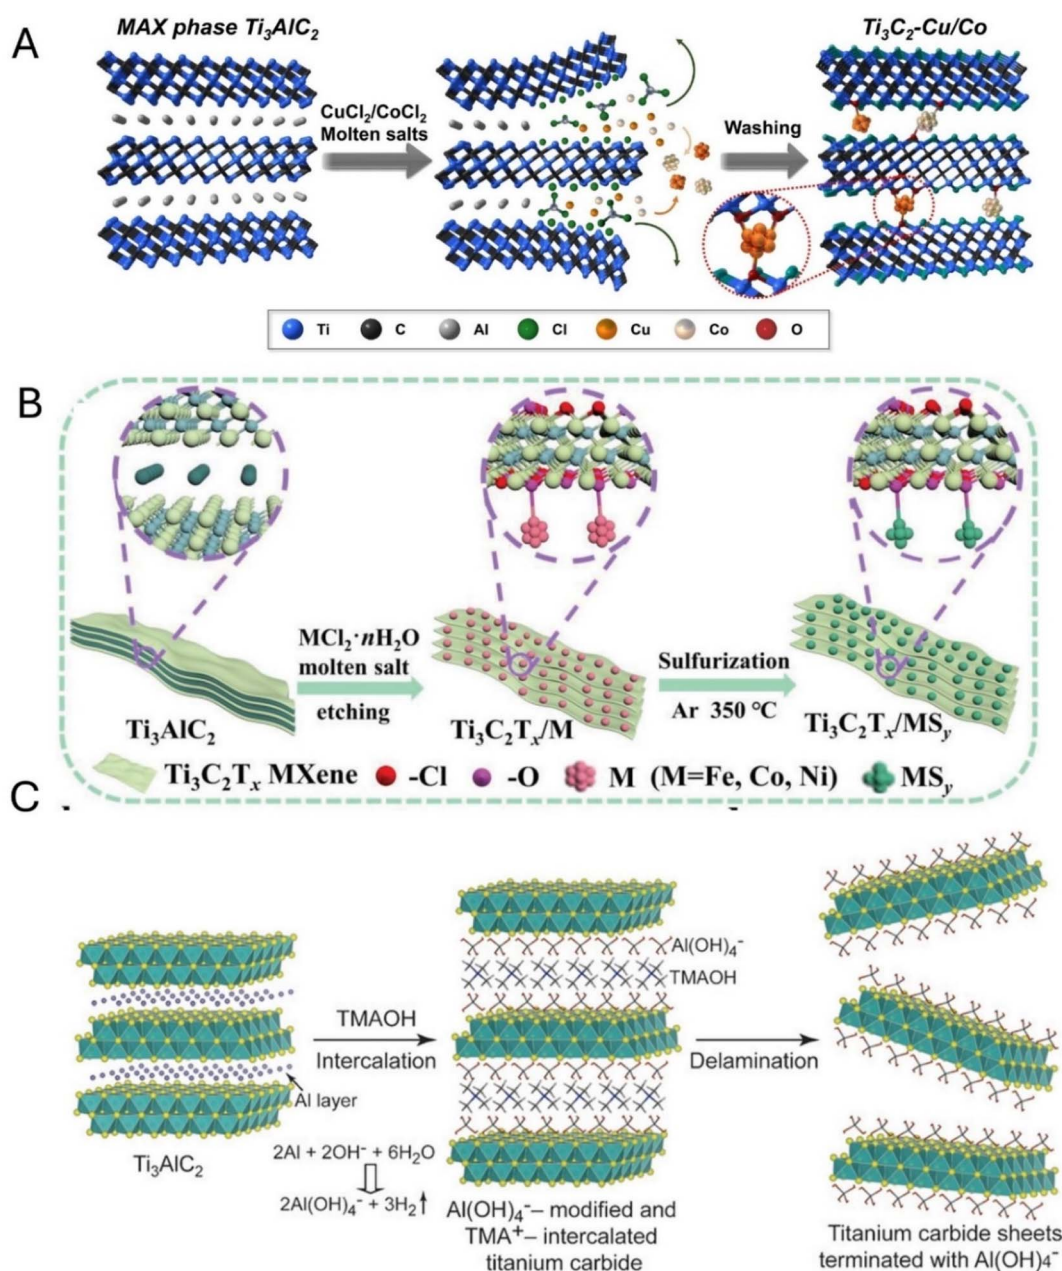 A
MAX phase Ti₃AlC₂
Ti₃C₂-Cu/Co
CuCl₂/CoCl₂
Molten salts
Washing
Ti C Al Cl Cu Co O
B
MCl₂·nH₂O
molten salt
etching
Sulfurization
Ar 350 °C
Ti₃AlC₂
Ti₃C₂Tₓ/M
Ti₃C₂Tₓ/MSᵧ
Ti₃C₂Tₓ MXene -Cl -O M (M=Fe, Co, Ni) MSᵧ
C
Al(OH)₄⁻
TMAOH
TMAOH
Intercalation
Delamination
Al layer
Ti₃AlC₂
2Al + 2OH⁻ + 6H₂O
2Al(OH)₄⁻ + 3H₂
Al(OH)₄⁻– modified and
TMA⁺– intercalated
titanium carbide
Titanium carbide sheets
terminated with Al(OH)₄⁻